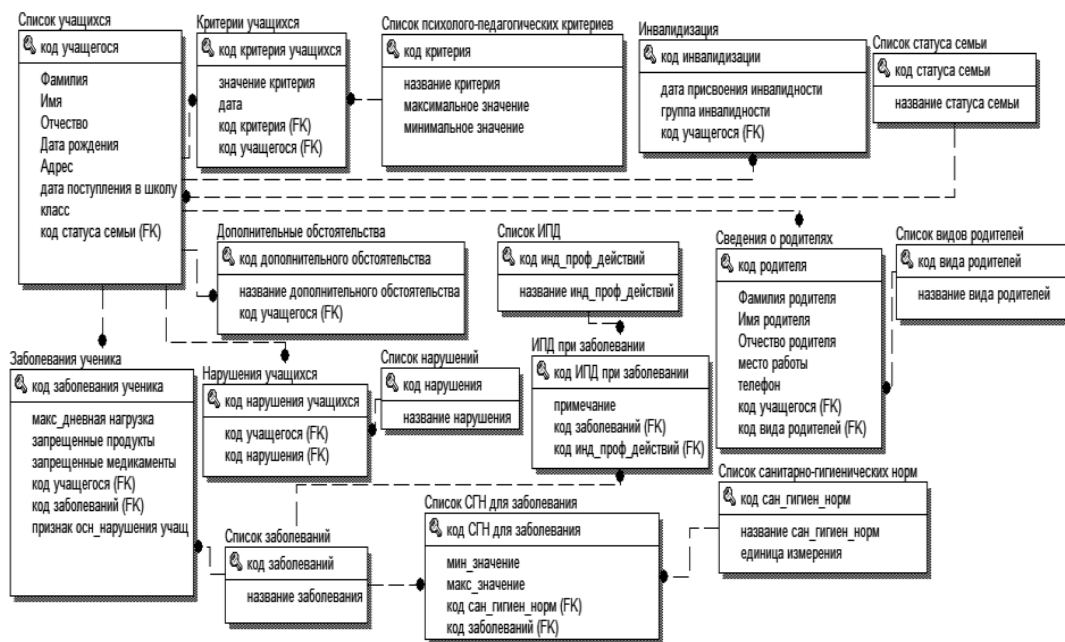 Список учащихся
код учащегося
Фамилия
Имя
Отчество
Дата рождения
Адрес
дата поступления в школу
класс
код статуса семьи (FK)
Критерии учащихся
код критерия учащихся
значение критерия
дата
код критерия (FK)
код учащегося (FK)
Список психолого-педагогических критериев
код критерия
название критерия
максимальное значение
минимальное значение
Инвалидизация
код инвалидизации
дата присвоения инвалидности
группа инвалидности
код учащегося (FK)
Список статуса семьи
код статуса семьи
название статуса семьи
Дополнительные обстоятельства
код дополнительного обстоятельства
название дополнительного обстоятельства
код учащегося (FK)
Список ИПД
код инд_проф_действий
название инд_проф_действий
Сведения о родителях
код родителя
Фамилия родителя
Имя родителя
Отчество родителя
место работы
телефон
код учащегося (FK)
код вида родителей (FK)
Список видов родителей
код вида родителей
название вида родителей
Заболевания ученика
код заболевания ученика
макс_дневная нагрузка
запрещенные продукты
запрещенные медикаменты
код учащегося (FK)
код заболеваний (FK)
признак осн_нарушения учащ
Нарушения учащихся
код нарушения учащихся
код учащегося (FK)
код нарушения (FK)
Список нарушений
код нарушения
название нарушения
ИПД при заболевании
код ИПД при заболевании
примечание
код заболеваний (FK)
код инд_проф_действий (FK)
Список заболеваний
код заболеваний
название заболевания
Список СГН для заболевания
код СГН для заболевания
мин_значение
макс_значение
код сан_гигиен_норм (FK)
код заболеваний (FK)
Список санитарно-гигиенических норм
код сан_гигиен_норм
название сан_гигиен_норм
единица измерения